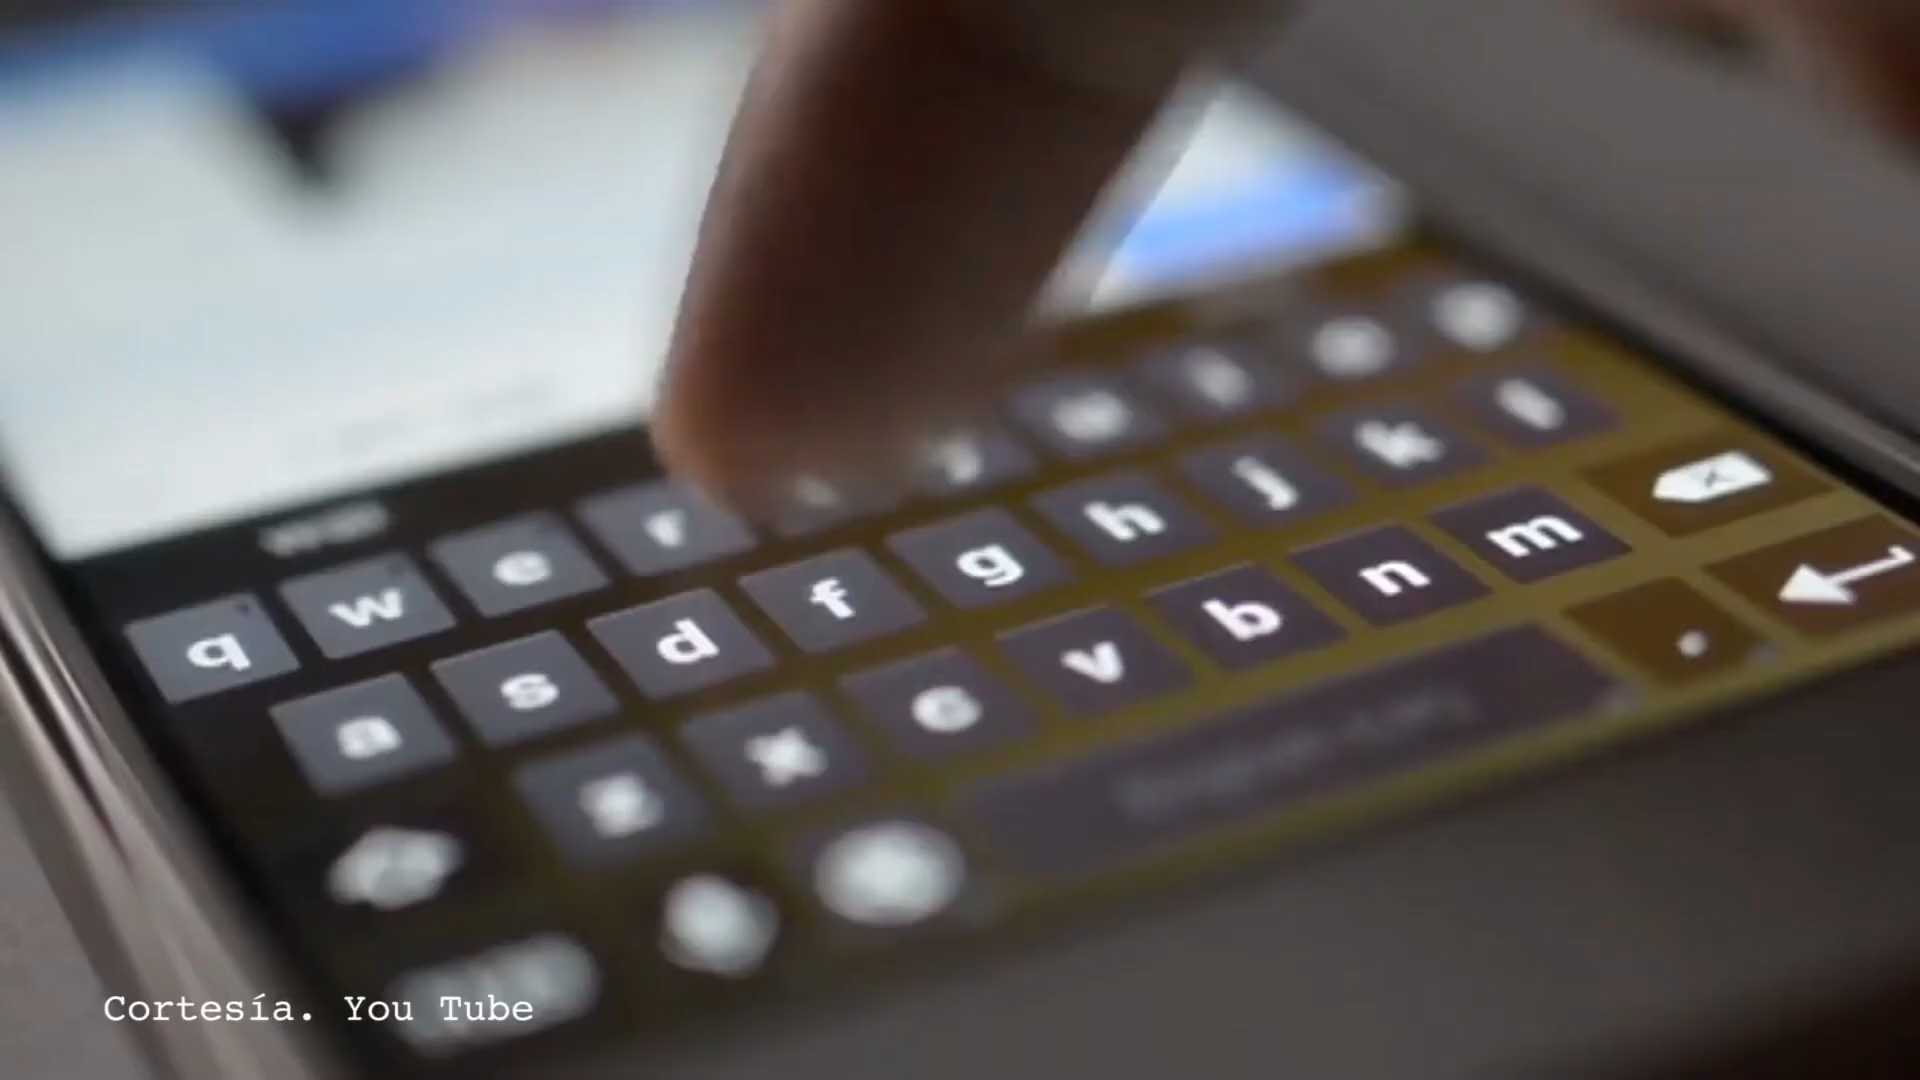 y
q w e r
a s d f g h j k l
z x c v b n m
.
Cortesía. You Tube